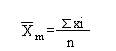 X̅m = Σxi / n